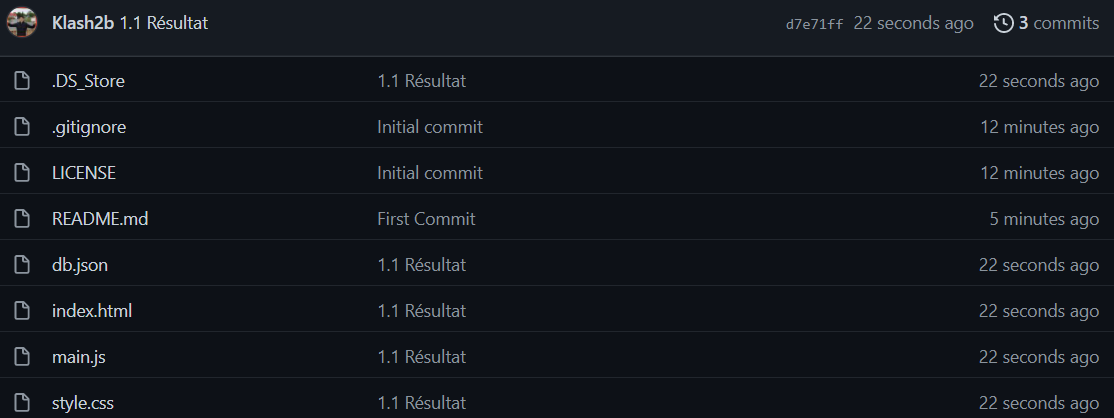 Klash2b 1.1 Résultat d7e71ff 22 seconds ago 3 commits
.DS_Store 1.1 Résultat 22 seconds ago
.gitignore Initial commit 12 minutes ago
LICENSE Initial commit 12 minutes ago
README.md First Commit 5 minutes ago
db.json 1.1 Résultat 22 seconds ago
index.html 1.1 Résultat 22 seconds ago
main.js 1.1 Résultat 22 seconds ago
style.css 1.1 Résultat 22 seconds ago